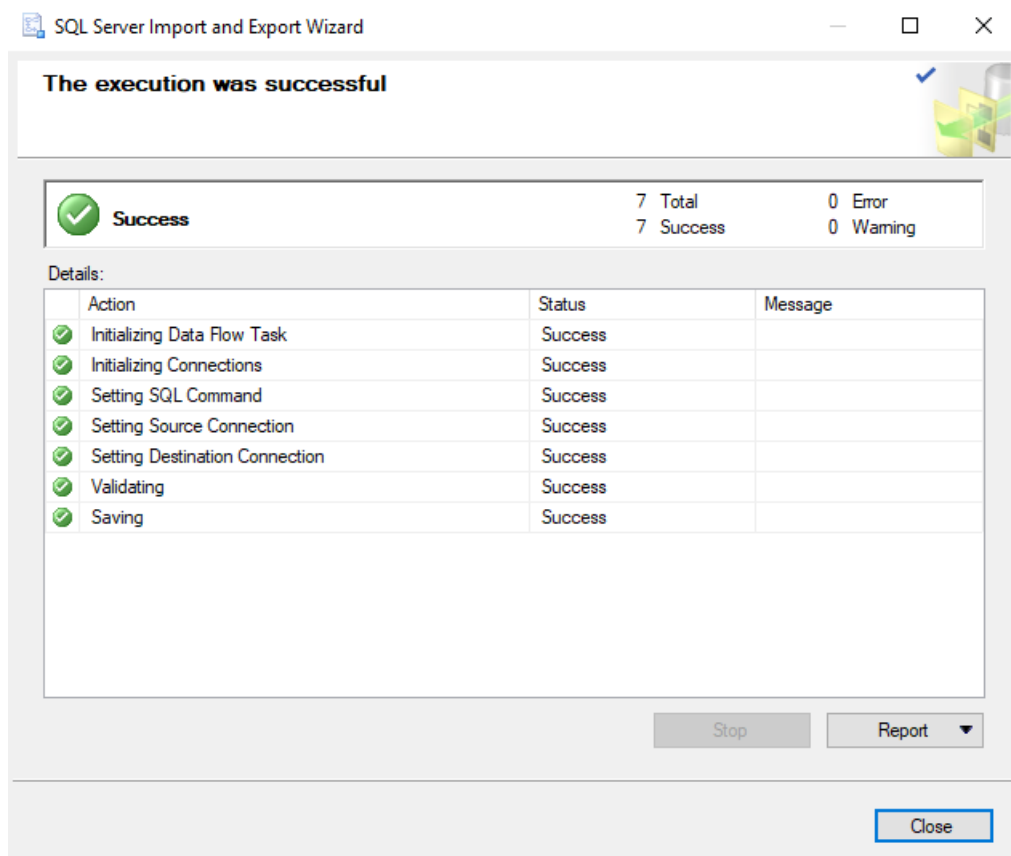 SQL Server Import and Export Wizard
The execution was successful
Success 7 Total 0 Error
7 Success 0 Warning
Details:
Action Status Message
Initializing Data Flow Task Success
Initializing Connections Success
Setting SQL Command Success
Setting Source Connection Success
Setting Destination Connection Success
Validating Success
Saving Success
Stop Report
Close